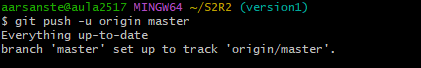 aarsanste@aula2517 MINGW64 ~/S2R2 (version1)
$ git push -u origin master
Everything up-to-date
branch 'master' set up to track 'origin/master'.